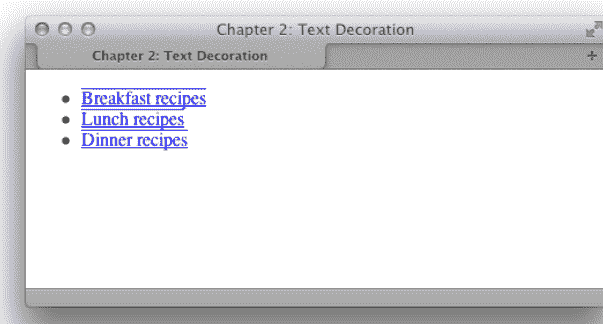 Chapter 2: Text Decoration
Chapter 2: Text Decoration
Breakfast recipes
Lunch recipes
Dinner recipes